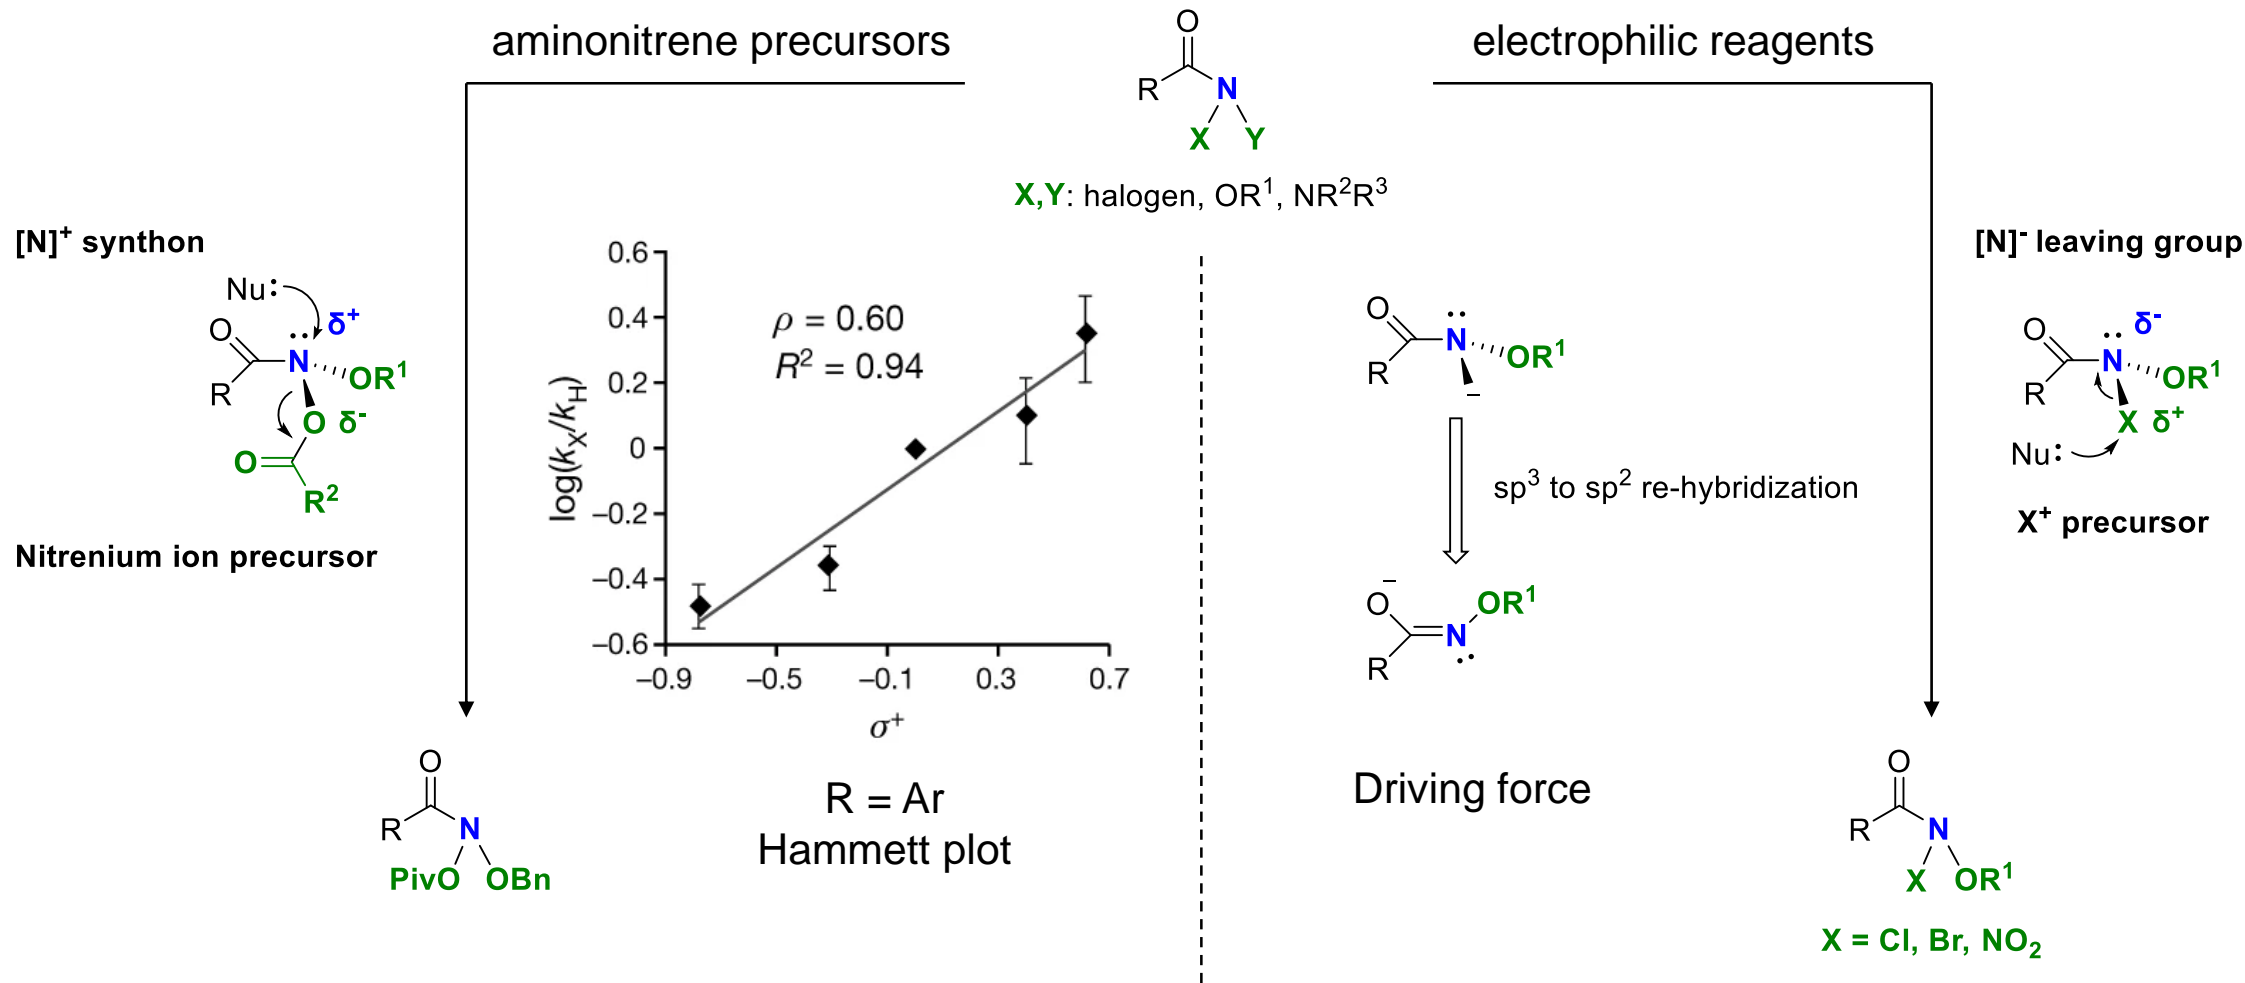 aminonitrene precursors
electrophilic reagents
O
R
N
X Y
X,Y: halogen, OR¹, NR²R³
[N]⁺ synthon
Nu:
δ⁺
O
N
R
OR¹
O δ⁻
O
R²
Nitrenium ion precursor
O
R
N
PivO OBn
0.6
0.4
0.2
0
−0.2
−0.4
−0.6
log(kX/kH)
ρ = 0.60
R² = 0.94
−0.9 −0.5 −0.1 0.3 0.7
σ⁺
R = Ar
Hammett plot
O
N
R
OR¹
−
sp³ to sp² re-hybridization
−
O
OR¹
N
R
Driving force
[N]⁻ leaving group
δ⁻
O
N
R
OR¹
X δ⁺
Nu:
X⁺ precursor
O
R
N
X OR¹
X = Cl, Br, NO₂